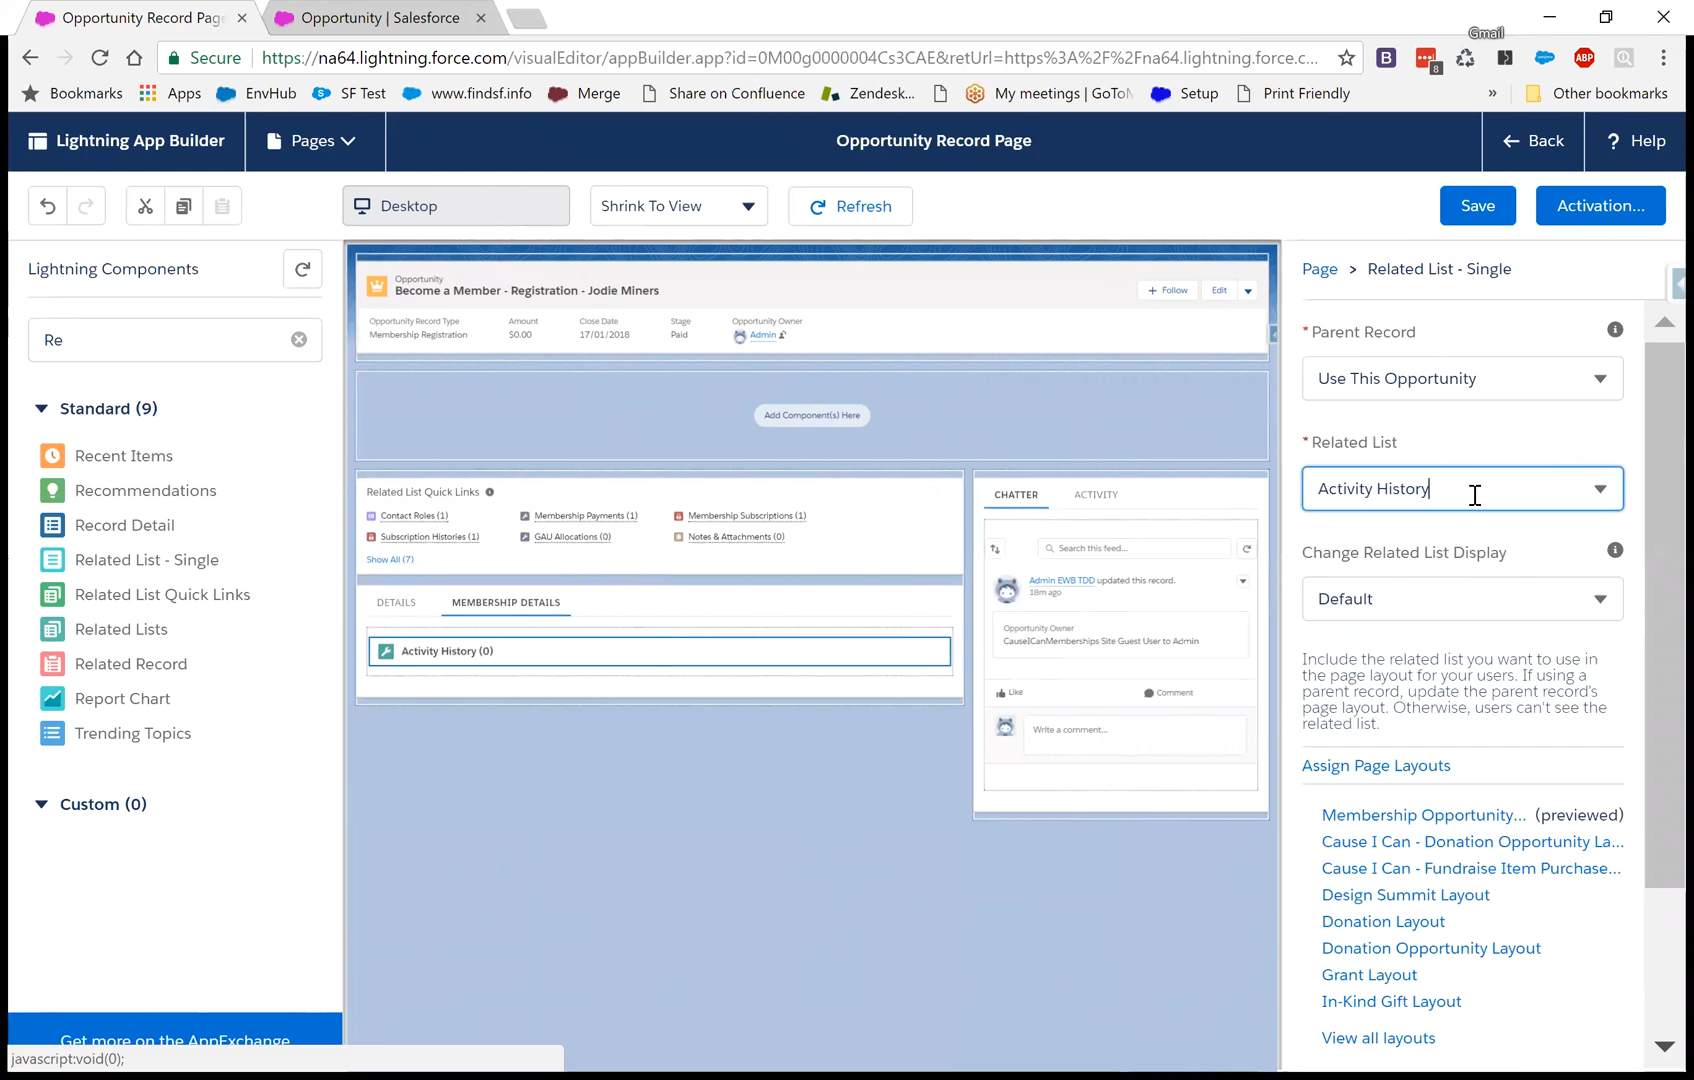 Opportunity Record Pag
Opportunity | Salesforce
Gmail
Secure
https://na64.lightning.force.com/visualEditor/appBuilder.app?id=0M00g0000004Cs3CAE&retUrl=https%3A%2F%2Fna64.lightning.force.c...
8
ABP
Bookmarks
Apps
EnvHub
SF Test
www.findsf.info
Merge
Share on Confluence
Zendesk...
My meetings | GoTo
Setup
Print Friendly
»
Other bookmarks
Lightning App Builder
Pages
Opportunity Record Page
Back
? Help
Desktop
Shrink To View
Refresh
Save
Activation...
Lightning Components
Re
Standard (9)
Recent Items
Recommendations
Record Detail
Related List - Single
Related List Quick Links
Related Lists
Related Record
Report Chart
Trending Topics
Custom (0)
Get more on the AppExchange
javascript:void(0);
Opportunity
Become a Member - Registration - Jodie Miners
+ Follow
Edit
Opportunity Record Type
Membership Registration
Amount
$0.00
Close Date
17/01/2018
Stage
Paid
Opportunity Owner
Admin
Add Component(s) Here
Related List Quick Links
Contact Roles (1)
Membership Payments (1)
Membership Subscriptions (1)
Subscription Histories (1)
GAU Allocations (0)
Notes & Attachments (0)
Show All (7)
DETAILS
MEMBERSHIP DETAILS
Activity History (0)
CHATTER
ACTIVITY
Search this feed...
Admin EWB TDD updated this record.
18m ago
Opportunity Owner
CauseICanMemberships Site Guest User to Admin
Like
Comment
Write a comment...
Page > Related List - Single
* Parent Record
Use This Opportunity
* Related List
Activity History
Change Related List Display
Default
Include the related list you want to use in
the page layout for your users. If using a
parent record, update the parent record's
page layout. Otherwise, users can't see the
related list.
Assign Page Layouts
Membership Opportunity... (previewed)
Cause I Can - Donation Opportunity La...
Cause I Can - Fundraise Item Purchase...
Design Summit Layout
Donation Layout
Donation Opportunity Layout
Grant Layout
In-Kind Gift Layout
View all layouts